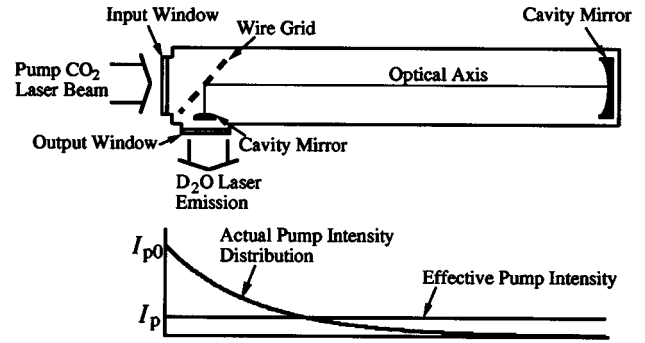 Input Window
Cavity Mirror
Wire Grid
Pump CO2
Laser Beam
Optical Axis
Output Window
Cavity Mirror
D2O Laser
Emission
Actual Pump Intensity
Distribution
Ip0
Effective Pump Intensity
Ip